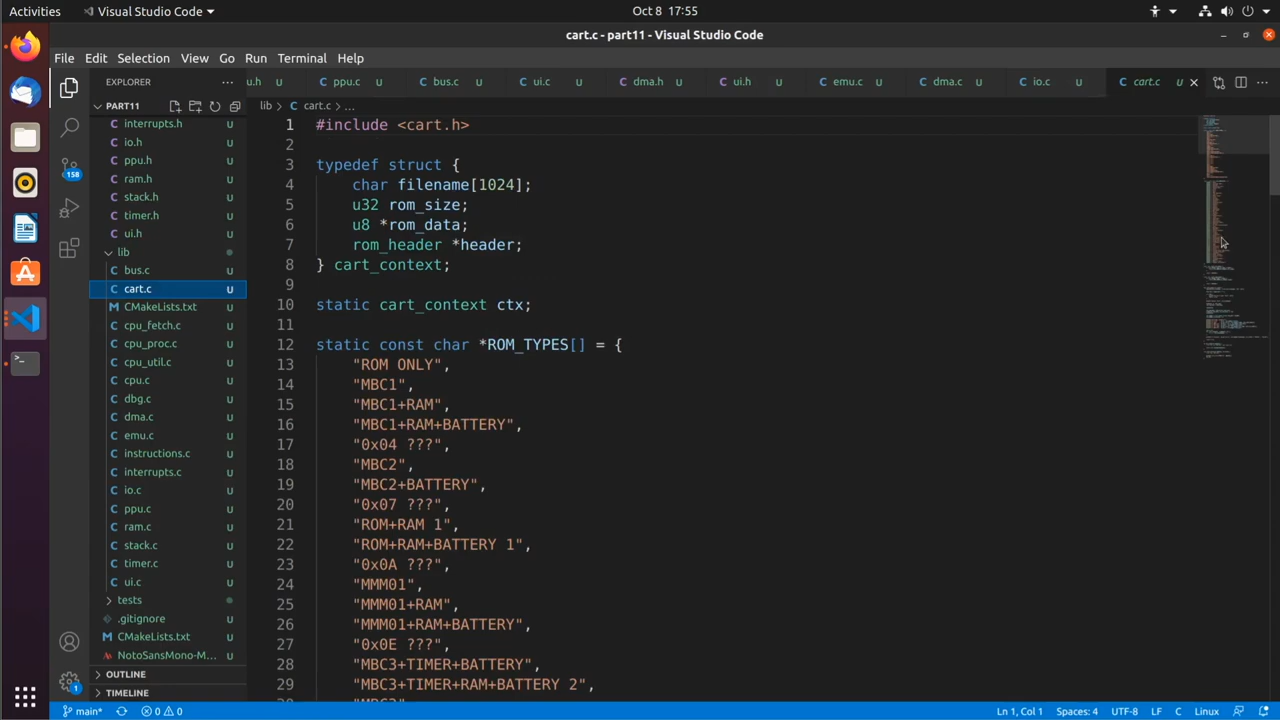 Activities
Visual Studio Code
Oct 8 17:55
cart.c - part11 - Visual Studio Code
File Edit Selection View Go Run Terminal Help
EXPLORER
u.h U
ppu.c U
bus.c U
ui.c U
dma.h U
ui.h U
emu.c U
dma.c U
io.c U
cart.c U
PART11
lib > C cart.c > ...
interrupts.h U
io.h U
ppu.h U
ram.h U
stack.h U
timer.h U
ui.h U
lib
bus.c U
cart.c U
CMakeLists.txt U
cpu_fetch.c U
cpu_proc.c U
cpu_util.c U
cpu.c U
dbg.c U
dma.c U
emu.c U
instructions.c U
interrupts.c U
io.c U
ppu.c U
ram.c U
stack.c U
timer.c U
ui.c U
tests
.gitignore U
CMakeLists.txt U
NotoSansMono-M... U
OUTLINE
TIMELINE
158
1
1 #include <cart.h>
2
3 typedef struct {
4 char filename[1024];
5 u32 rom_size;
6 u8 *rom_data;
7 rom_header *header;
8 } cart_context;
9
10 static cart_context ctx;
11
12 static const char *ROM_TYPES[] = {
13 "ROM ONLY",
14 "MBC1",
15 "MBC1+RAM",
16 "MBC1+RAM+BATTERY",
17 "0x04 ???",
18 "MBC2",
19 "MBC2+BATTERY",
20 "0x07 ???",
21 "ROM+RAM 1",
22 "ROM+RAM+BATTERY 1",
23 "0x0A ???",
24 "MMM01",
25 "MMM01+RAM",
26 "MMM01+RAM+BATTERY",
27 "0x0E ???",
28 "MBC3+TIMER+BATTERY",
29 "MBC3+TIMER+RAM+BATTERY 2",
main* 0 0
Ln 1, Col 1 Spaces: 4 UTF-8 LF C Linux